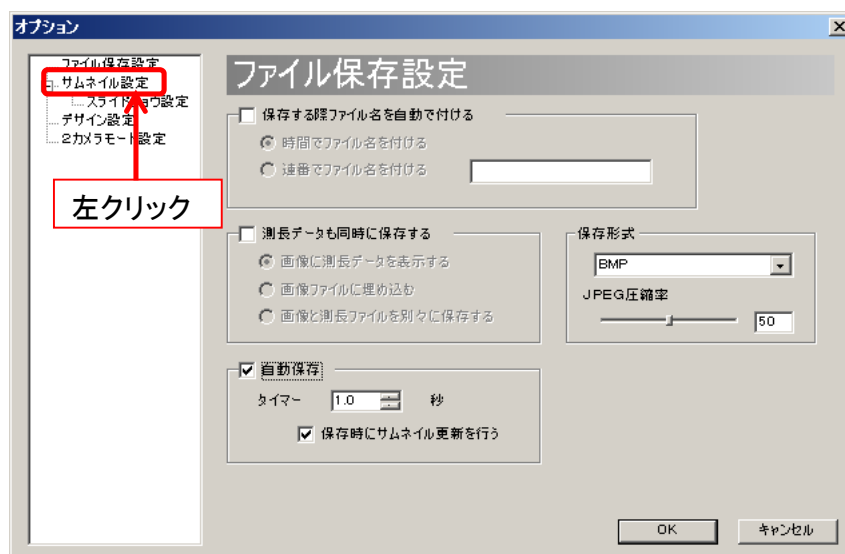 オプション
ファイル保存設定
サムネイル設定
スライドショウ設定
デザイン設定
2カメラモード設定
左クリック
ファイル保存設定
保存する際ファイル名を自動で付ける
時間でファイル名を付ける
連番でファイル名を付ける
測長データも同時に保存する
画像に測長データを表示する
画像ファイルに埋め込む
画像と測長ファイルを別々に保存する
保存形式
BMP
JPEG圧縮率
50
自動保存
タイマー 1.0 秒
保存時にサムネイル更新を行う
OK キャンセル